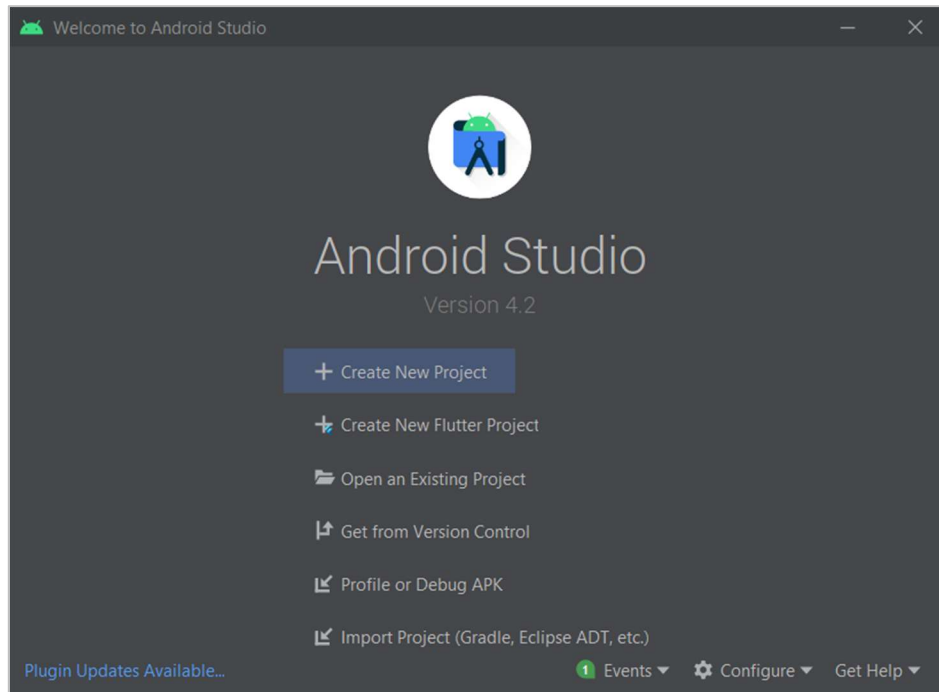 Welcome to Android Studio
Android Studio
Version 4.2
Create New Project
Create New Flutter Project
Open an Existing Project
Get from Version Control
Profile or Debug APK
Import Project (Gradle, Eclipse ADT, etc.)
Plugin Updates Available... 1 Events Configure Get Help